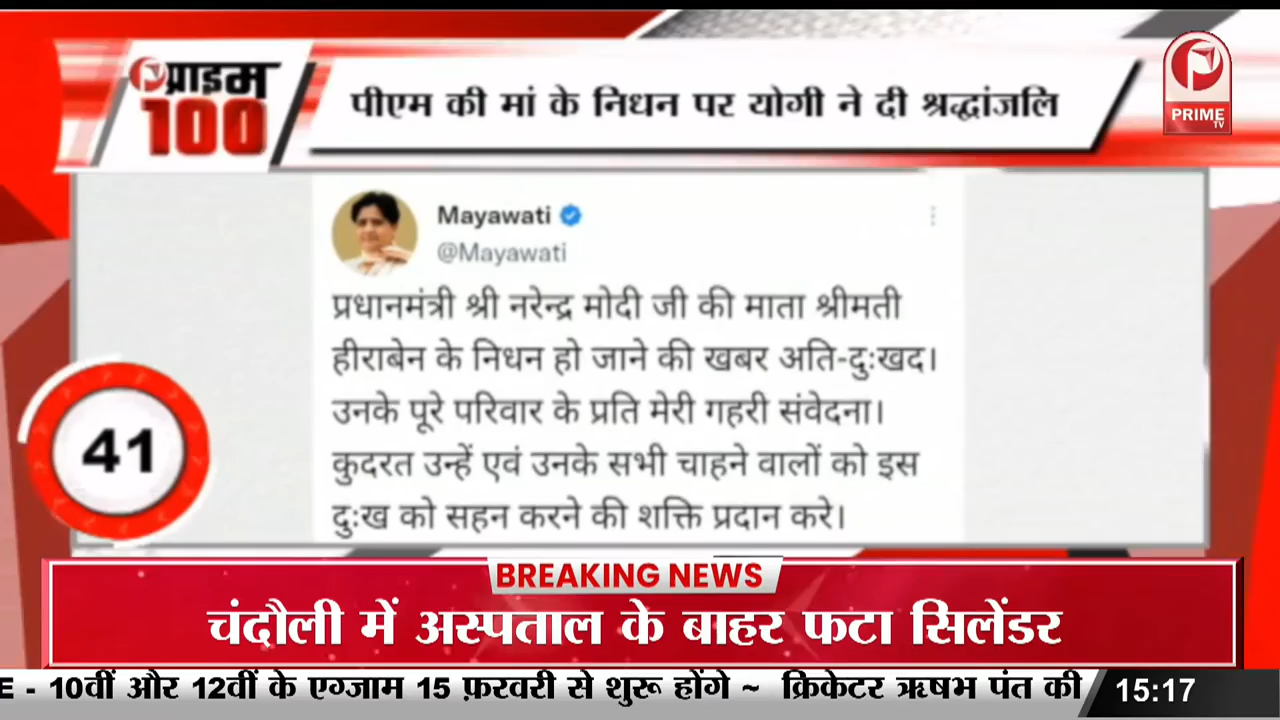 प्राइम
100
पीएम की मां के निधन पर योगी ने दी श्रद्धांजलि
PRIME
TV
Mayawati
@Mayawati
प्रधानमंत्री श्री नरेन्द्र मोदी जी की माता श्रीमती
हीराबेन के निधन हो जाने की खबर अति-दुःखद।
उनके पूरे परिवार के प्रति मेरी गहरी संवेदना।
कुदरत उन्हें एवं उनके सभी चाहने वालों को इस
दुःख को सहन करने की शक्ति प्रदान करे।
41
BREAKING NEWS
चंदौली में अस्पताल के बाहर फटा सिलेंडर
E - 10वीं और 12वीं के एग्जाम 15 फ़रवरी से शुरू होंगे ~ क्रिकेटर ऋषभ पंत की
15:17